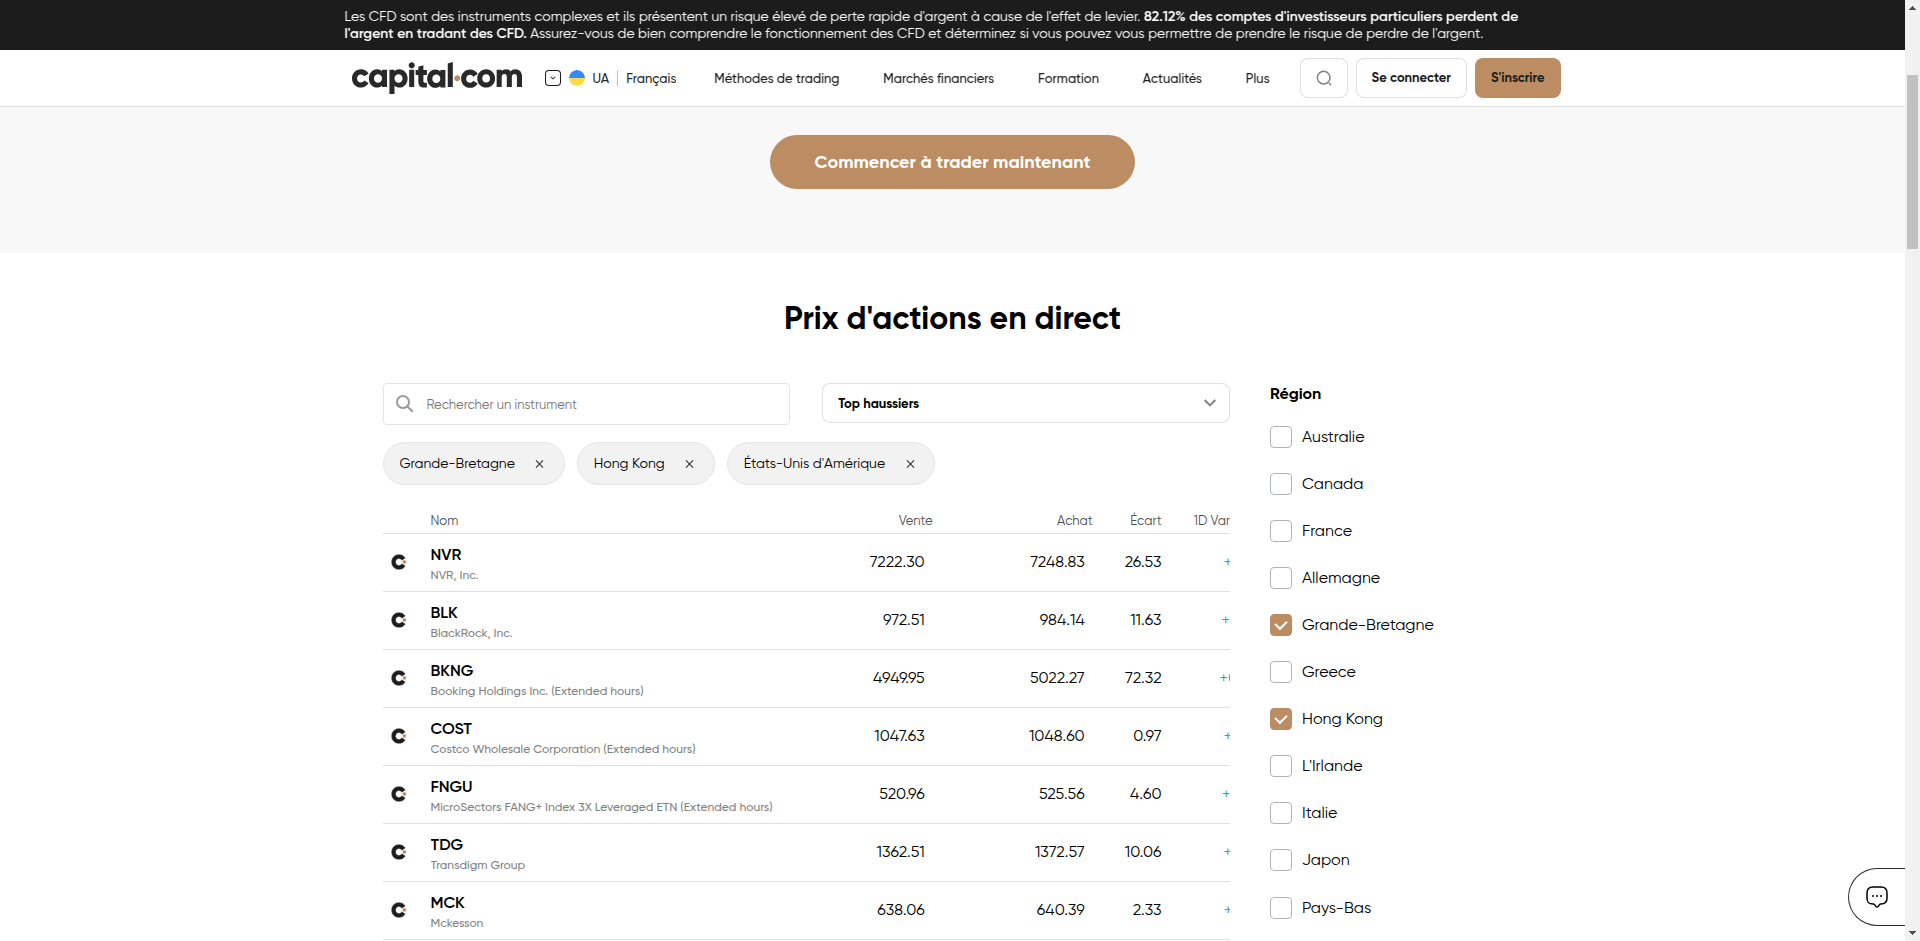 Les CFD sont des instruments complexes et ils présentent un risque élevé de perte rapide d'argent à cause de l'effet de levier. 82.12% des comptes d'investisseurs particuliers perdent de
l'argent en tradant des CFD. Assurez-vous de bien comprendre le fonctionnement des CFD et déterminez si vous pouvez vous permettre de prendre le risque de perdre de l'argent.
capital.com UA Français Méthodes de trading Marchés financiers Formation Actualités Plus Se connecter S'inscrire
Commencer à trader maintenant
Prix d'actions en direct
Rechercher un instrument Top haussiers
Grande-Bretagne Hong Kong États-Unis d'Amérique
Nom Vente Achat Écart 1D Var
NVR 7222.30 7248.83 26.53 +
NVR, Inc.
BLK 972.51 984.14 11.63 +
BlackRock, Inc.
BKNG 4949.95 5022.27 72.32 +
Booking Holdings Inc. (Extended hours)
COST 1047.63 1048.60 0.97 +
Costco Wholesale Corporation (Extended hours)
FNGU 520.96 525.56 4.60 +
MicroSectors FANG+ Index 3X Leveraged ETN (Extended hours)
TDG 1362.51 1372.57 10.06 +
Transdigm Group
MCK 638.06 640.39 2.33 +
Mckesson
Région
Australie
Canada
France
Allemagne
Grande-Bretagne
Greece
Hong Kong
L'Irlande
Italie
Japon
Pays-Bas